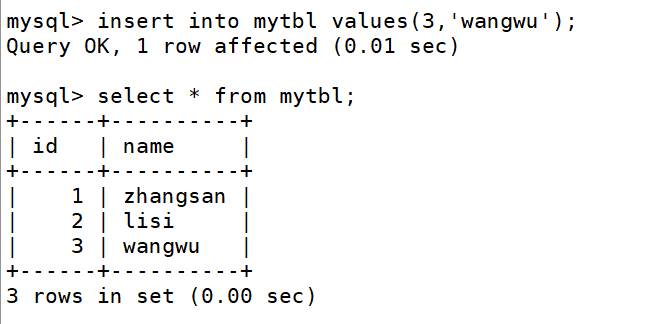 mysql> insert into mytbl values(3,'wangwu');
Query OK, 1 row affected (0.01 sec)

mysql> select * from mytbl;
+------+----------+
| id   | name     |
+------+----------+
|    1 | zhangsan |
|    2 | lisi     |
|    3 | wangwu   |
+------+----------+
3 rows in set (0.00 sec)